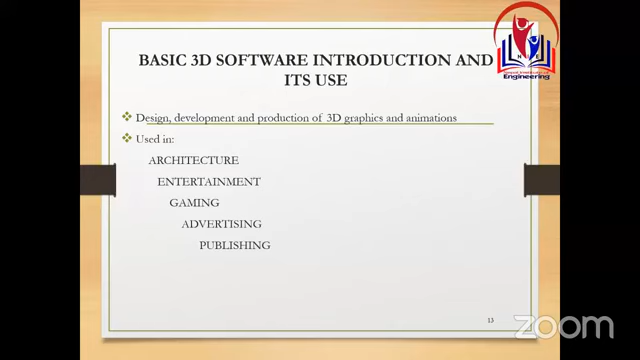 BASIC 3D SOFTWARE INTRODUCTION AND
ITS USE
Design, development and production of 3D graphics and animations
Used in:
ARCHITECTURE
ENTERTAINMENT
GAMING
ADVERTISING
PUBLISHING
Engineering
13
zoom